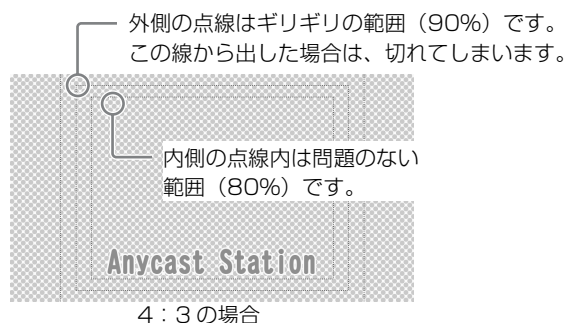 外側の点線はギリギリの範囲（90%）です。
この線から出した場合は、切れてしまいます。
内側の点線内は問題のない
範囲（80%）です。
Anycast Station
4：3の場合